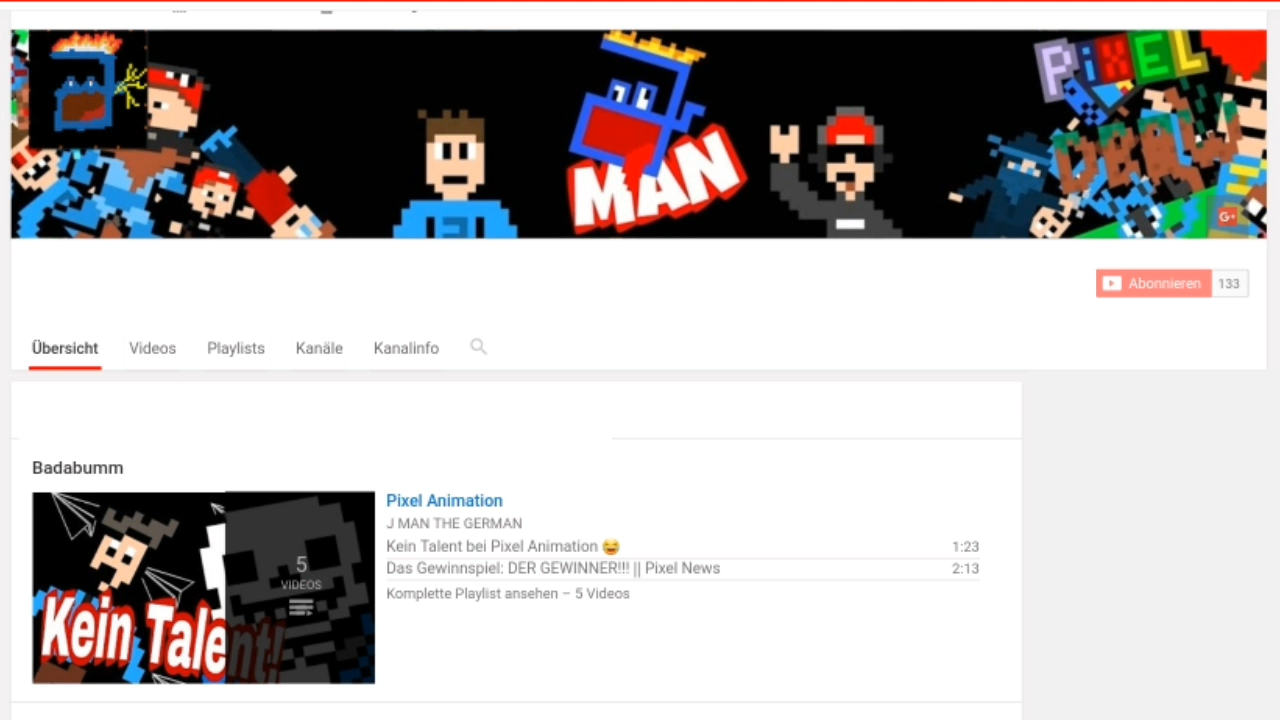 PiXEL
MAN
G+
Abonnieren 133
Übersicht Videos Playlists Kanäle Kanalinfo
Badabumm
Pixel Animation
J MAN THE GERMAN
Kein Talent bei Pixel Animation 😂 1:23
Das Gewinnspiel: DER GEWINNER!!! || Pixel News 2:13
Komplette Playlist ansehen – 5 Videos
5
VIDEOS
Kein Talent!